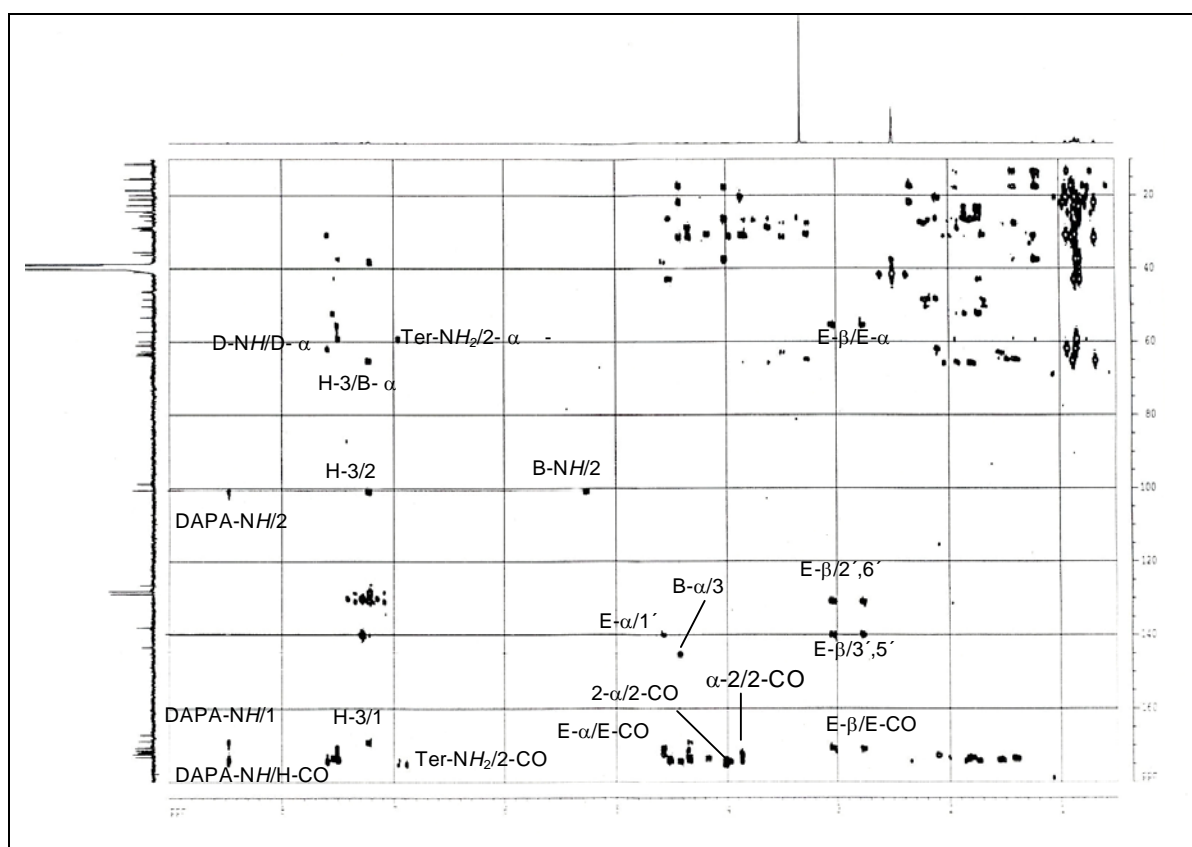 20
40
D-NH/D- α
Ter-NH₂/2- α
E-β/E-α
60
H-3/B- α
80
H-3/2
B-NH/2
100
DAPA-NH/2
120
E-β/2´,6´
B-α/3
E-α/1´
140
E-β/3´,5´
2-α/2-CO
α-2/2-CO
DAPA-NH/1
H-3/1
160
E-α/E-CO
E-β/E-CO
Ter-NH₂/2-CO
DAPA-NH/H-CO